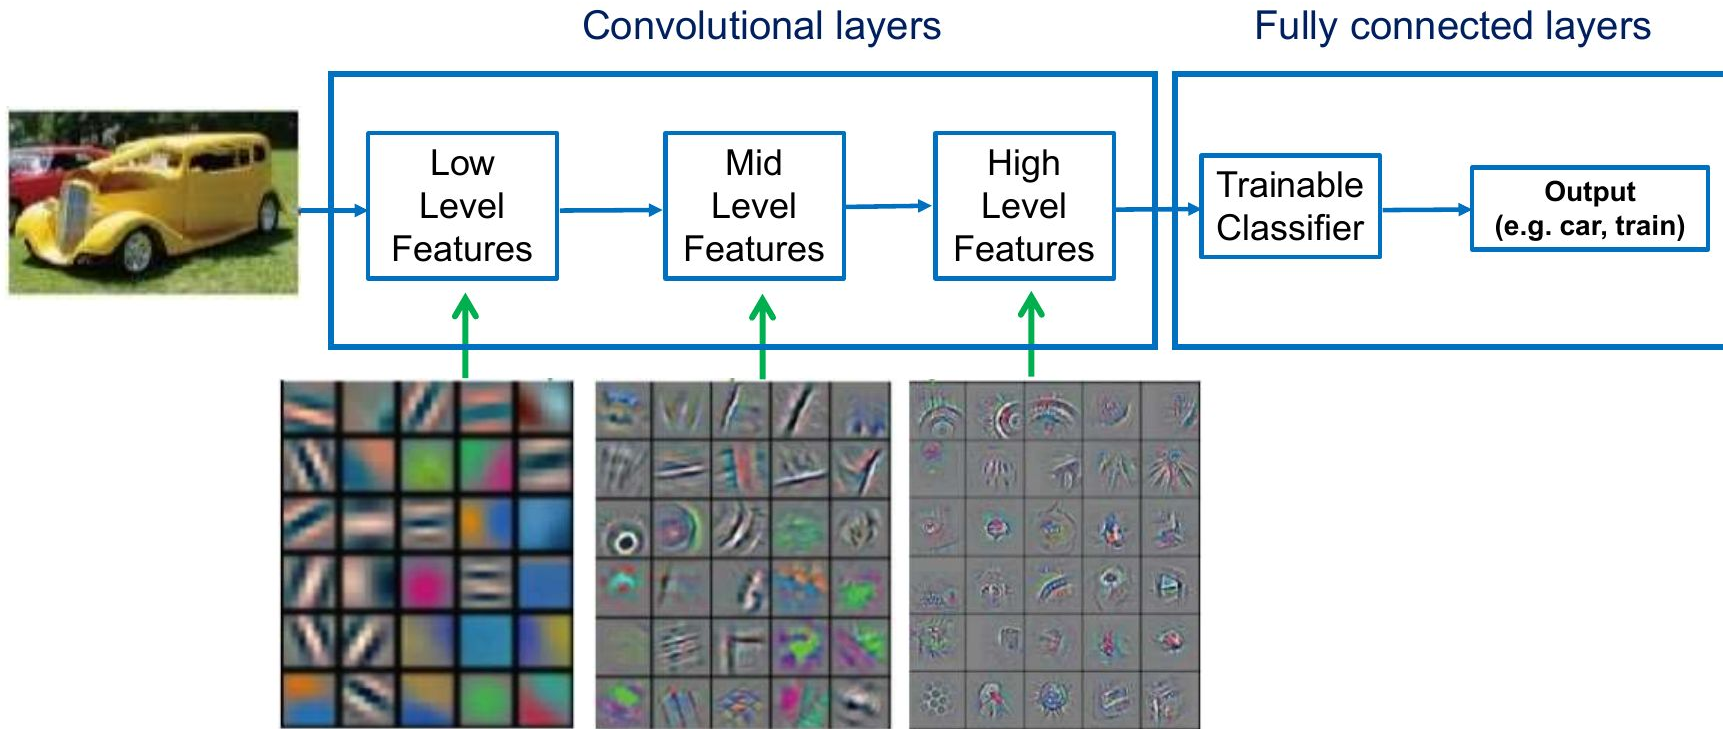 Convolutional layers
Fully connected layers
Low
Level
Features
Mid
Level
Features
High
Level
Features
Trainable
Classifier
Output
(e.g. car, train)